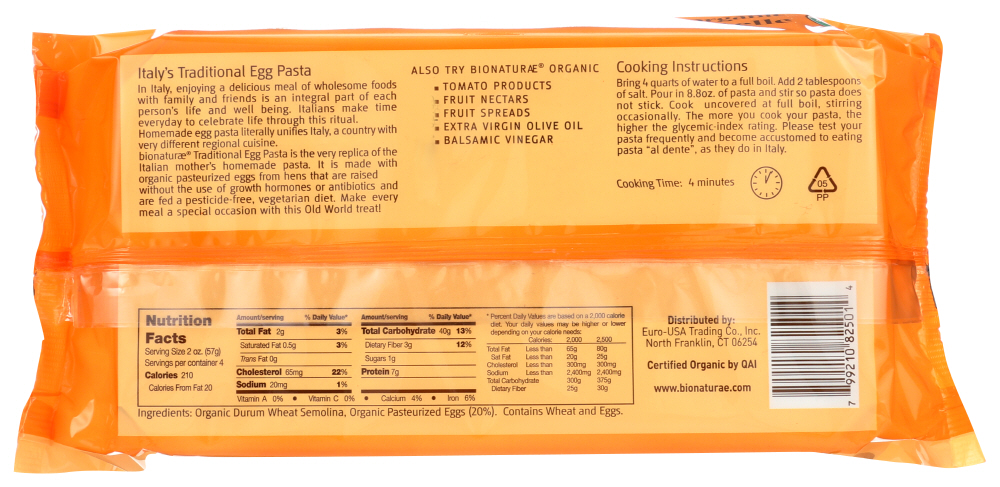 Italy's Traditional Egg Pasta
In Italy, enjoying a delicious meal of wholesome foods
with family and friends is an integral part of each
person's life and well being. Italians make time
everyday to celebrate life through this ritual.
Homemade egg pasta literally unifies Italy, a country with
very different regional cuisine.
bionaturæ® Traditional Egg Pasta is the very replica of the
Italian mother's homemade pasta. It is made with
organic pasteurized eggs from hens that are raised
without the use of growth hormones or antibiotics and
are fed a pesticide-free, vegetarian diet. Make every
meal a special occasion with this Old World treat!
ALSO TRY BIONATURÆ® ORGANIC
▪ TOMATO PRODUCTS
▪ FRUIT NECTARS
▪ FRUIT SPREADS
▪ EXTRA VIRGIN OLIVE OIL
▪ BALSAMIC VINEGAR
Cooking Instructions
Bring 4 quarts of water to a full boil. Add 2 tablespoons
of salt. Pour in 8.8oz. of pasta and stir so pasta does
not stick. Cook uncovered at full boil, stirring
occasionally. The more you cook your pasta, the
higher the glycemic-index rating. Please test your
pasta frequently and become accustomed to eating
pasta "al dente", as they do in Italy.
Cooking Time: 4 minutes
05
PP
Nutrition
Facts
Serving Size 2 oz. (57g)
Servings per container 4
Calories 210
Calories From Fat 20
Amount/serving % Daily Value*
Total Fat 2g 3%
Saturated Fat 0.5g 3%
Trans Fat 0g
Cholesterol 65mg 22%
Sodium 20mg 1%
Amount/serving % Daily Value*
Total Carbohydrate 40g 13%
Dietary Fiber 3g 12%
Sugars 1g
Protein 7g
Vitamin A 0% • Vitamin C 0% • Calcium 4% • Iron 6%
* Percent Daily Values are based on a 2,000 calorie
diet. Your daily values may be higher or lower
depending on your calorie needs:
Calories: 2,000 2,500
Total Fat Less than 65g 80g
Sat Fat Less than 20g 25g
Cholesterol Less than 300mg 300mg
Sodium Less than 2,400mg 2,400mg
Total Carbohydrate 300g 375g
Dietary Fiber 25g 30g
Ingredients: Organic Durum Wheat Semolina, Organic Pasteurized Eggs (20%). Contains Wheat and Eggs.
Distributed by:
Euro-USA Trading Co., Inc.
North Franklin, CT 06254
Certified Organic by QAI
www.bionaturae.com
7 99210 82501 4